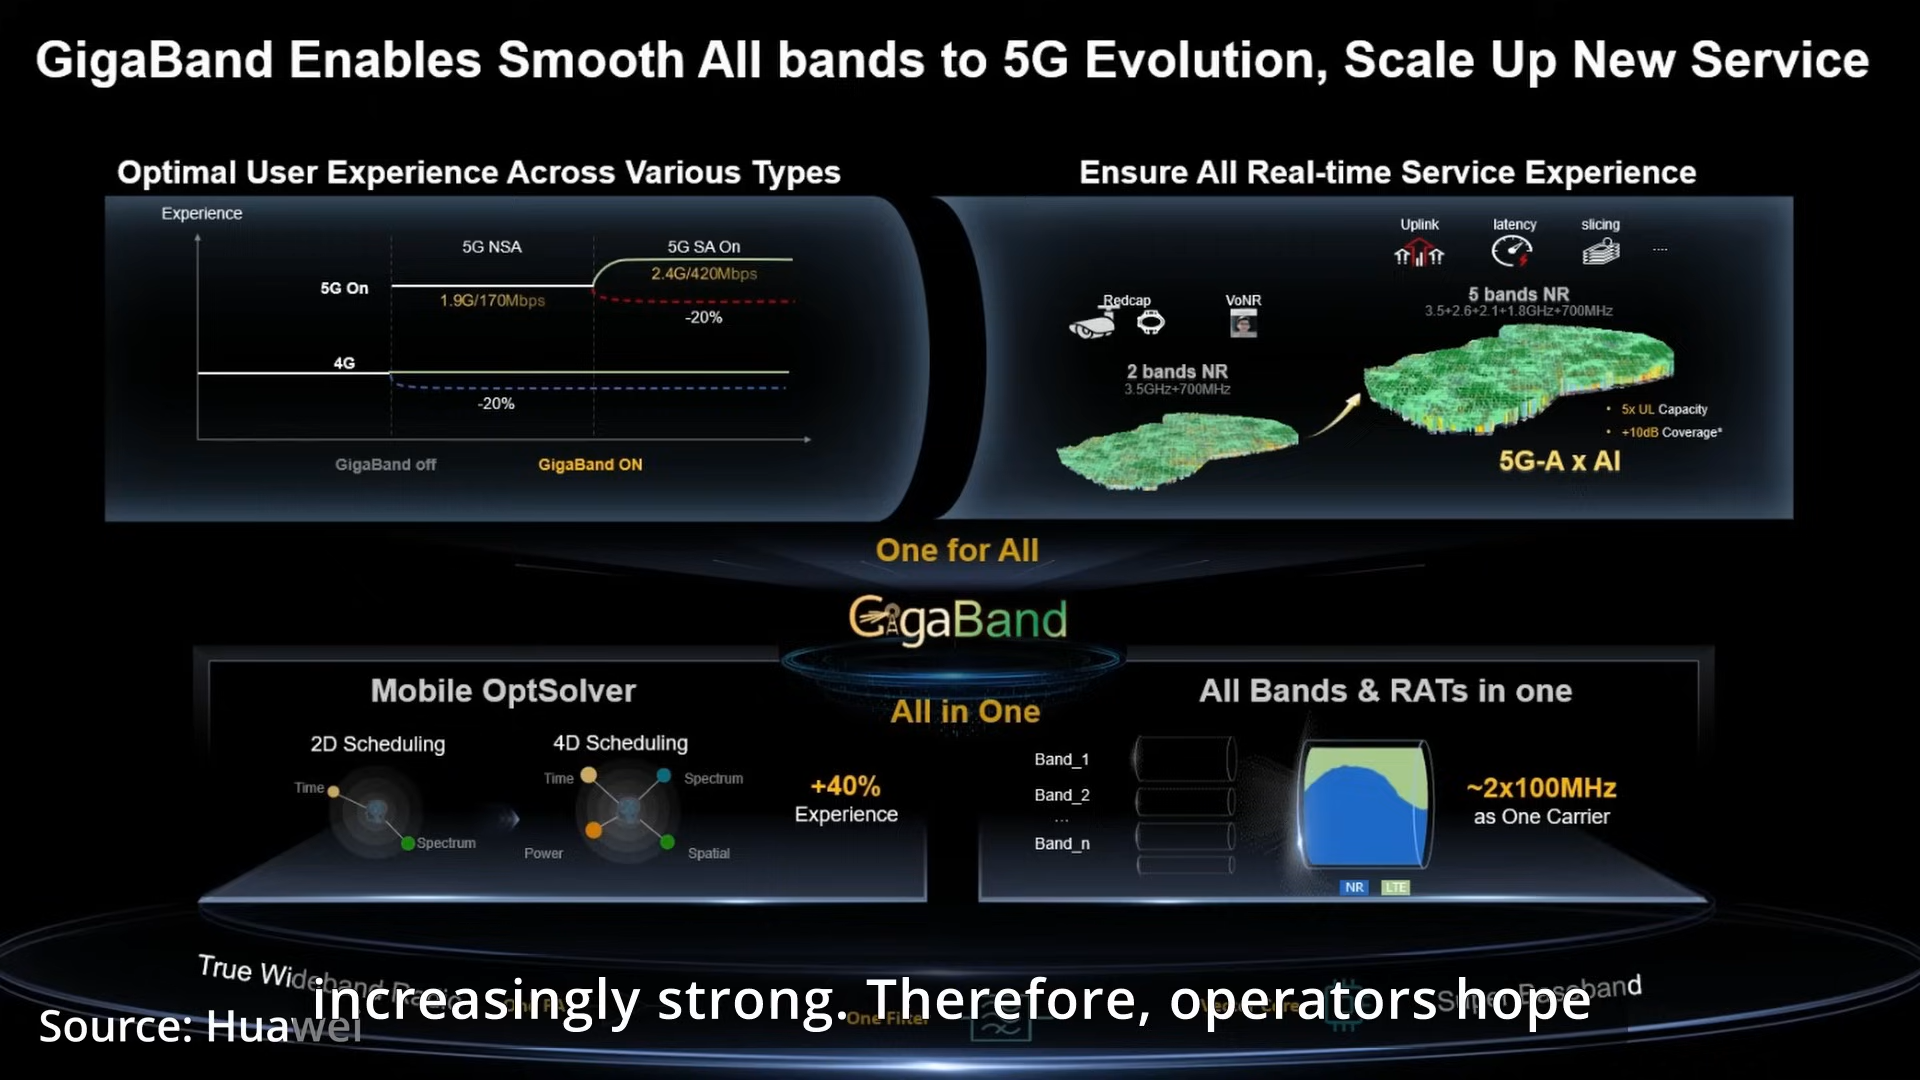 GigaBand Enables Smooth All bands to 5G Evolution, Scale Up New Service
Optimal User Experience Across Various Types
Experience
5G NSA
5G SA On
2.4G/420Mbps
5G On
1.9G/170Mbps
-20%
4G
-20%
GigaBand off
GigaBand ON
Ensure All Real-time Service Experience
Uplink
latency
slicing
....
Redcap
VoNR
5 bands NR
3.5+2.6+2.1+1.8GHz+700MHz
2 bands NR
3.5GHz+700MHz
• 5x UL Capacity
• +10dB Coverage*
5G-A x AI
One for All
GigaBand
All in One
Mobile OptSolver
2D Scheduling
Time
Spectrum
4D Scheduling
Time
Spectrum
Power
Spatial
+40%
Experience
All Bands & RATs in one
Band_1
Band_2
...
Band_n
~2x100MHz
as One Carrier
NR
LTE
True Wideband
One Filter
Super Baseband
increasingly strong. Therefore, operators hope
Source: Huawei